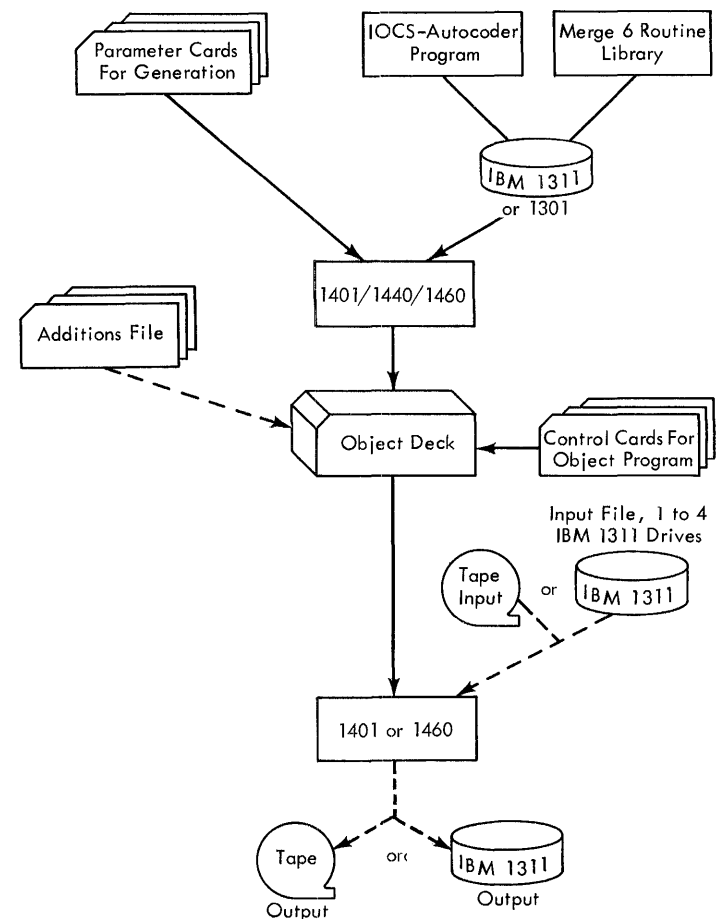 Parameter Cards
For Generation
IOCS-Autocoder
Program
Merge 6 Routine
Library
IBM 1311
or 1301
1401/1440/1460
Additions File
Object Deck
Control Cards For
Object Program
Input File, 1 to 4
IBM 1311 Drives
Tape
Input
or
IBM 1311
1401 or 1460
Tape
Output
or
IBM 1311
Output